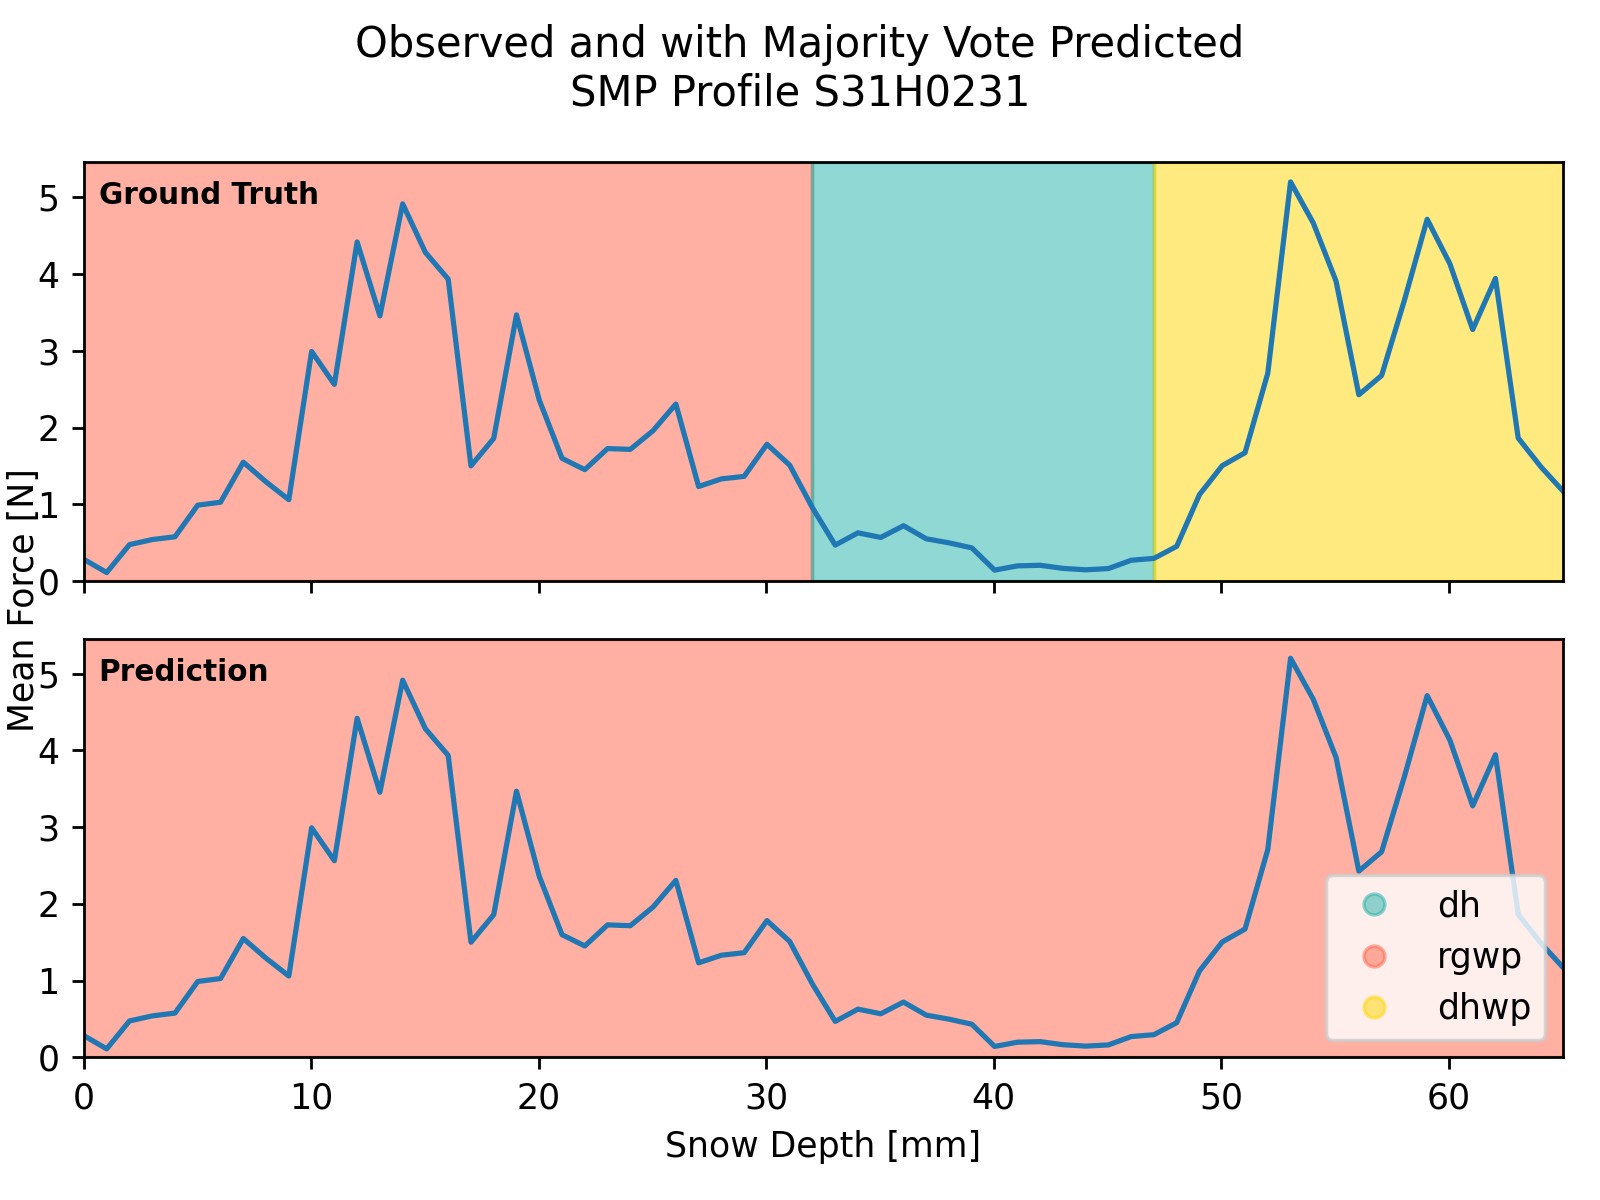 Observed and with Majority Vote Predicted
SMP Profile S31H0231
Ground Truth
5
4
3
2
1
0
Mean Force [N]
Prediction
5
4
3
2
1
0
dh
rgwp
dhwp
0 10 20 30 40 50 60
Snow Depth [mm]